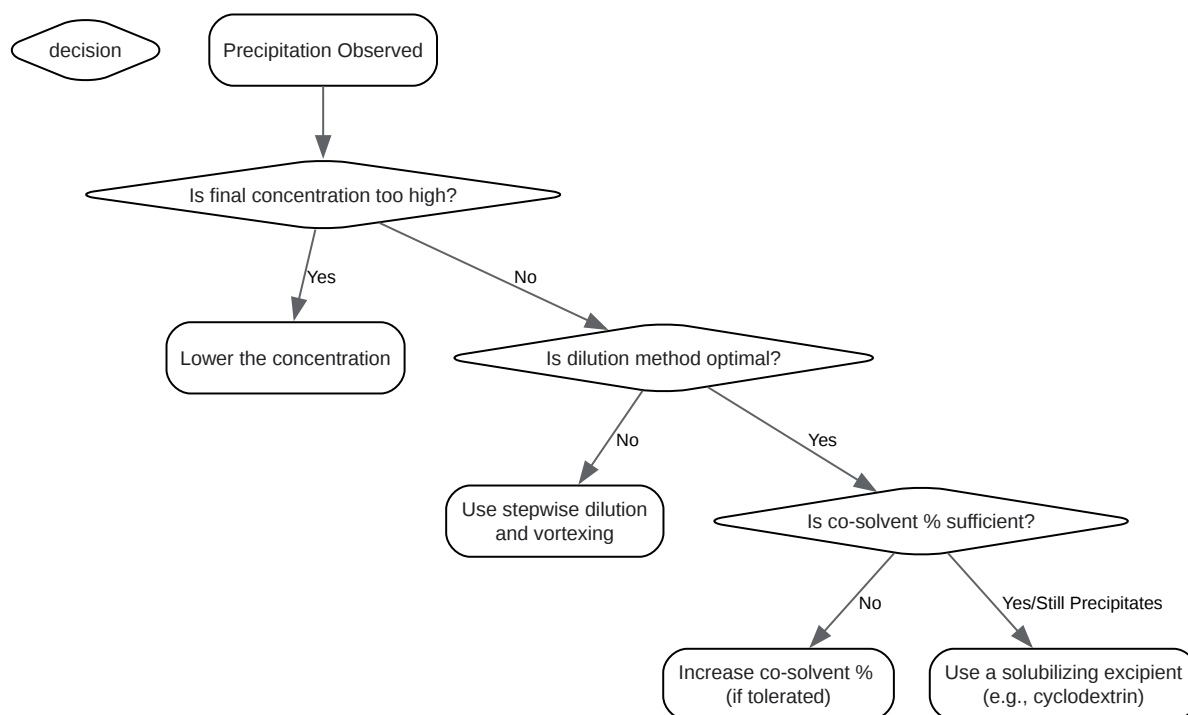 decision
Precipitation Observed
Is final concentration too high?
Yes
No
Lower the concentration
Is dilution method optimal?
No
Yes
Use stepwise dilution
and vortexing
Is co-solvent % sufficient?
No
Yes/Still Precipitates
Increase co-solvent %
(if tolerated)
Use a solubilizing excipient
(e.g., cyclodextrin)